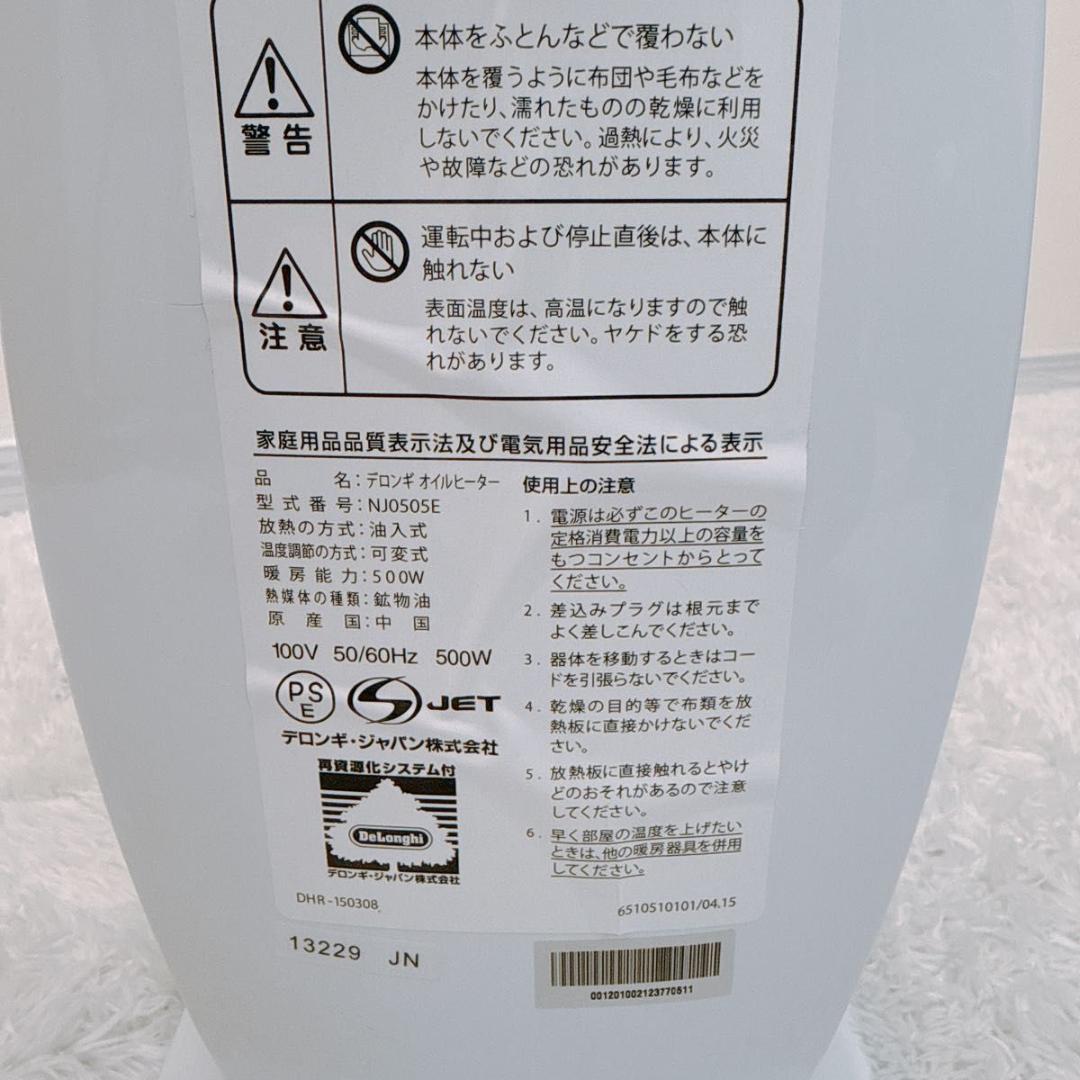 警告
本体をふとんなどで覆わない
本体を覆うように布団や毛布などを
かけたり、濡れたものの乾燥に利用
しないでください。過熱により、火災
や故障などの恐れがあります。
注意
運転中および停止直後は、本体に
触れない
表面温度は、高温になりますので触
れないでください。ヤケドをする恐
れがあります。
家庭用品品質表示法及び電気用品安全法による表示
品　　　名：デロンギ オイルヒーター
型式番号：NJ0505E
放熱の方式：油入式
温度調節の方式：可変式
暖房能力：500W
熱媒体の種類：鉱物油
原産国：中国
100V 50/60Hz 500W
PS
E
JET
デロンギ・ジャパン株式会社
再資源化システム付
DeLonghi
デロンギ・ジャパン株式会社
DHR-150308
使用上の注意
1. 電源は必ずこのヒーターの
定格消費電力以上の容量を
もつコンセントからとって
ください。
2. 差込みプラグは根元まで
よく差しこんでください。
3. 器体を移動するときはコー
ドを引張らないでください。
4. 乾燥の目的等で布類を放
熱板に直接かけないでくだ
さい。
5. 放熱板に直接触れるとやけ
どのおそれがあるので注意
してください。
6. 早く部屋の温度を上げたい
ときは、他の暖房器具を併用
してください。
6510510101/04.15
13229 JN
001201002123770511